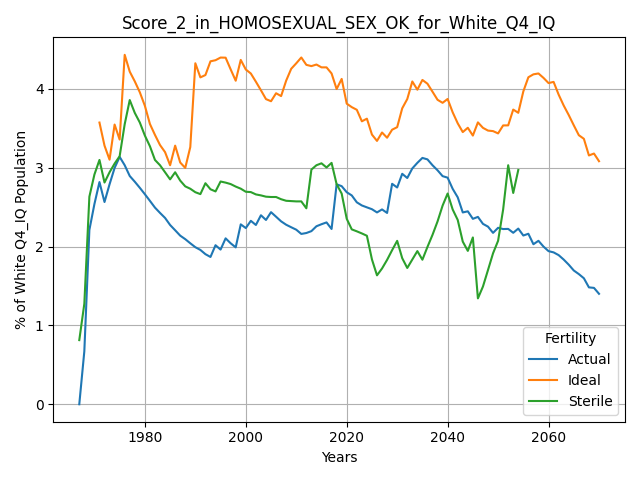 Score_2_in_HOMOSEXUAL_SEX_OK_for_White_Q4_IQ
% of White Q4_IQ Population
4
3
2
1
0
1980
2000
2020
2040
2060
Years
Fertility
Actual
Ideal
Sterile